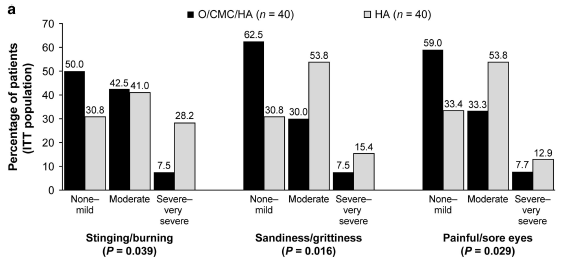 a
■ O/CMC/HA (n = 40)
□ HA (n = 40)
Percentage of patients
(ITT population)
70
60
50
40
30
20
10
0
50.0
30.8
42.5
41.0
7.5
28.2
62.5
30.8
30.0
53.8
7.5
15.4
59.0
33.4
33.3
53.8
7.7
12.9
None–
mild
Moderate
Severe–
very
severe
None–
mild
Moderate
Severe–
very
severe
None–
mild
Moderate
Severe–
very
severe
Stinging/burning
(P = 0.039)
Sandiness/grittiness
(P = 0.016)
Painful/sore eyes
(P = 0.029)